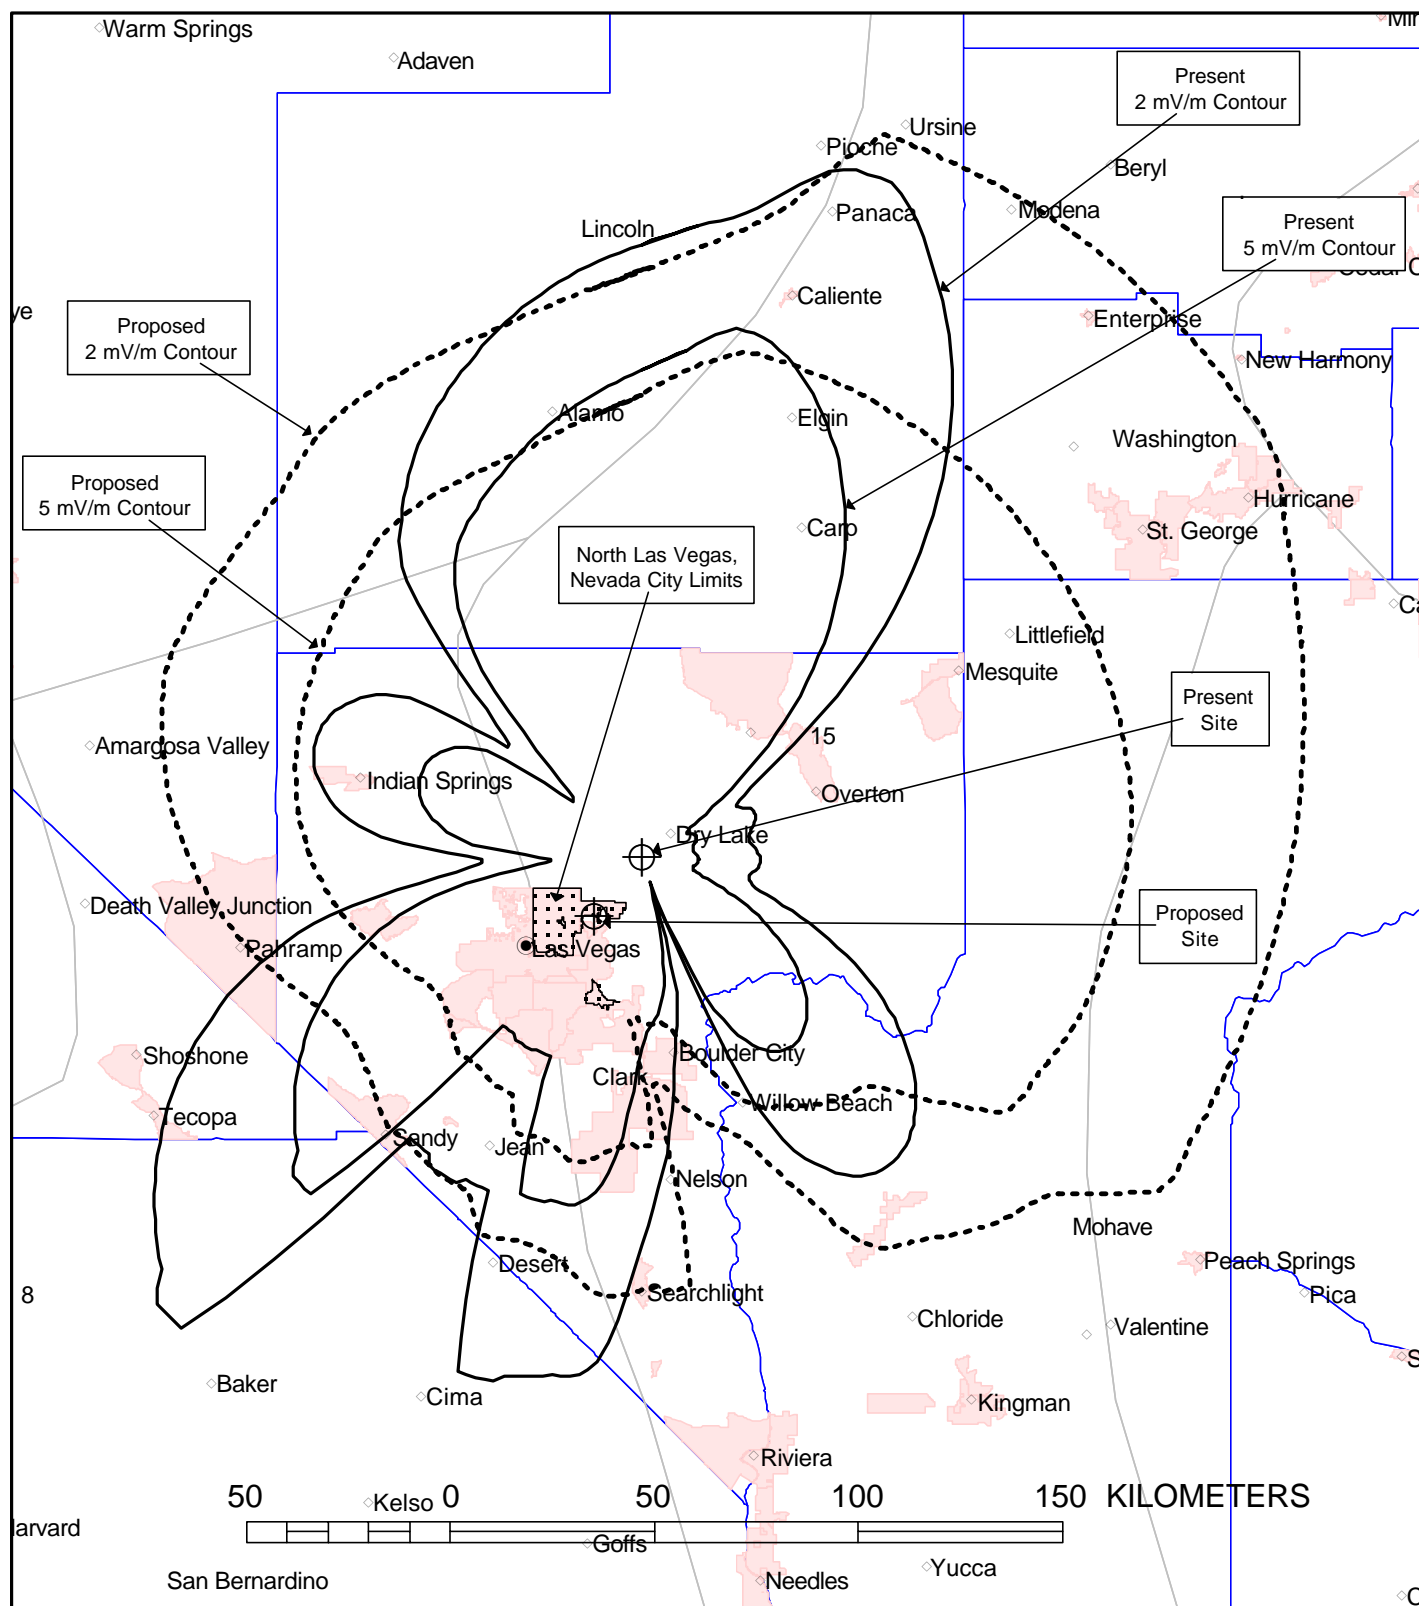 Warm Springs
Adaven
Present
2 mV/m Contour
Ursine
Pioche
Beryl
Panaca
Modena
Lincoln
Present
5 mV/m Contour
Caliente
Enterprise
Proposed
2 mV/m Contour
New Harmony
Alamo
Elgin
Washington
Proposed
5 mV/m Contour
Hurricane
Carp
St. George
North Las Vegas,
Nevada City Limits
Littlefield
Mesquite
Present
Site
15
Amargosa Valley
Indian Springs
Overton
Dry Lake
Death Valley Junction
Proposed
Site
Pahramp
Las Vegas
Shoshone
Boulder City
Clark
Willow Beach
Tecopa
Sandy
Jean
Nelson
Mohave
Desert
Peach Springs
8
Searchlight
Pica
Chloride
Valentine
Baker
Cima
Kingman
Riviera
50 0 50 100 150 KILOMETERS
Kelso
Goffs
Yucca
San Bernardino
Needles